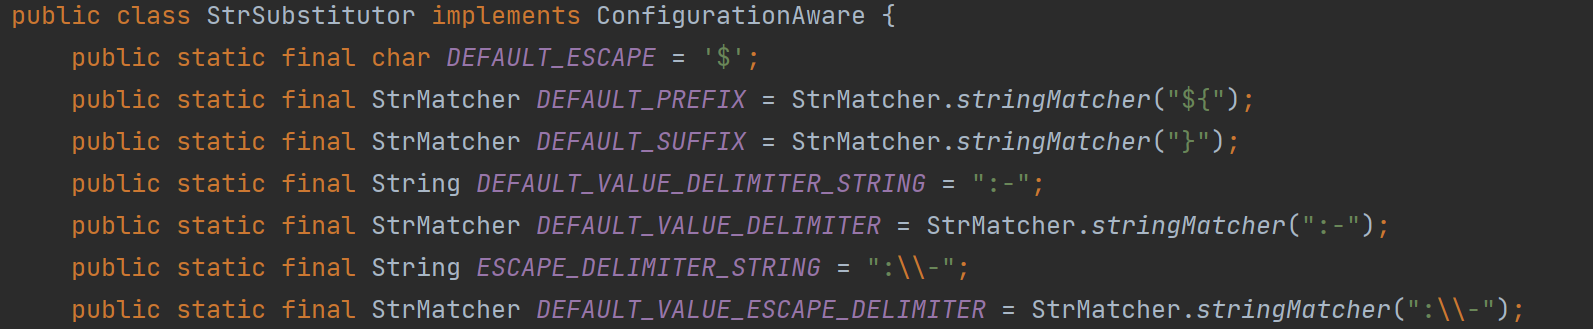 public class StrSubstitutor implements ConfigurationAware {
    public static final char DEFAULT_ESCAPE = '$';
    public static final StrMatcher DEFAULT_PREFIX = StrMatcher.stringMatcher("${");
    public static final StrMatcher DEFAULT_SUFFIX = StrMatcher.stringMatcher("}");
    public static final String DEFAULT_VALUE_DELIMITER_STRING = ":-";
    public static final StrMatcher DEFAULT_VALUE_DELIMITER = StrMatcher.stringMatcher(":-");
    public static final String ESCAPE_DELIMITER_STRING = ":\\-";
    public static final StrMatcher DEFAULT_VALUE_ESCAPE_DELIMITER = StrMatcher.stringMatcher(":\\-");